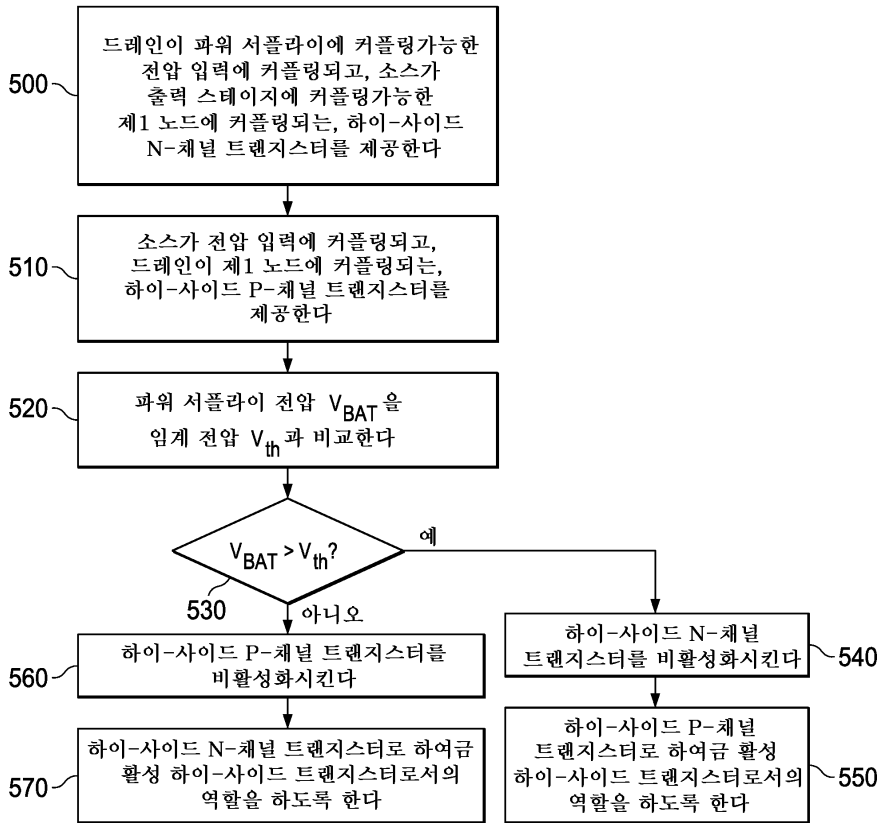 500
드레인이 파워 서플라이에 커플링가능한
전압 입력에 커플링되고, 소스가
출력 스테이지에 커플링가능한
제1 노드에 커플링되는, 하이-사이드
N-채널 트랜지스터를 제공한다
510
소스가 전압 입력에 커플링되고,
드레인이 제1 노드에 커플링되는,
하이-사이드 P-채널 트랜지스터를
제공한다
520
파워 서플라이 전압 VBAT을
임계 전압 Vth과 비교한다
VBAT > Vth?
530
예
아니오
하이-사이드 N-채널
트랜지스터를 비활성화시킨다
540
하이-사이드 P-채널
트랜지스터로 하여금 활성
하이-사이드 트랜지스터로서의
역할을 하도록 한다
550
560
하이-사이드 P-채널 트랜지스터를
비활성화시킨다
570
하이-사이드 N-채널 트랜지스터로 하여금
활성 하이-사이드 트랜지스터로서의
역할을 하도록 한다